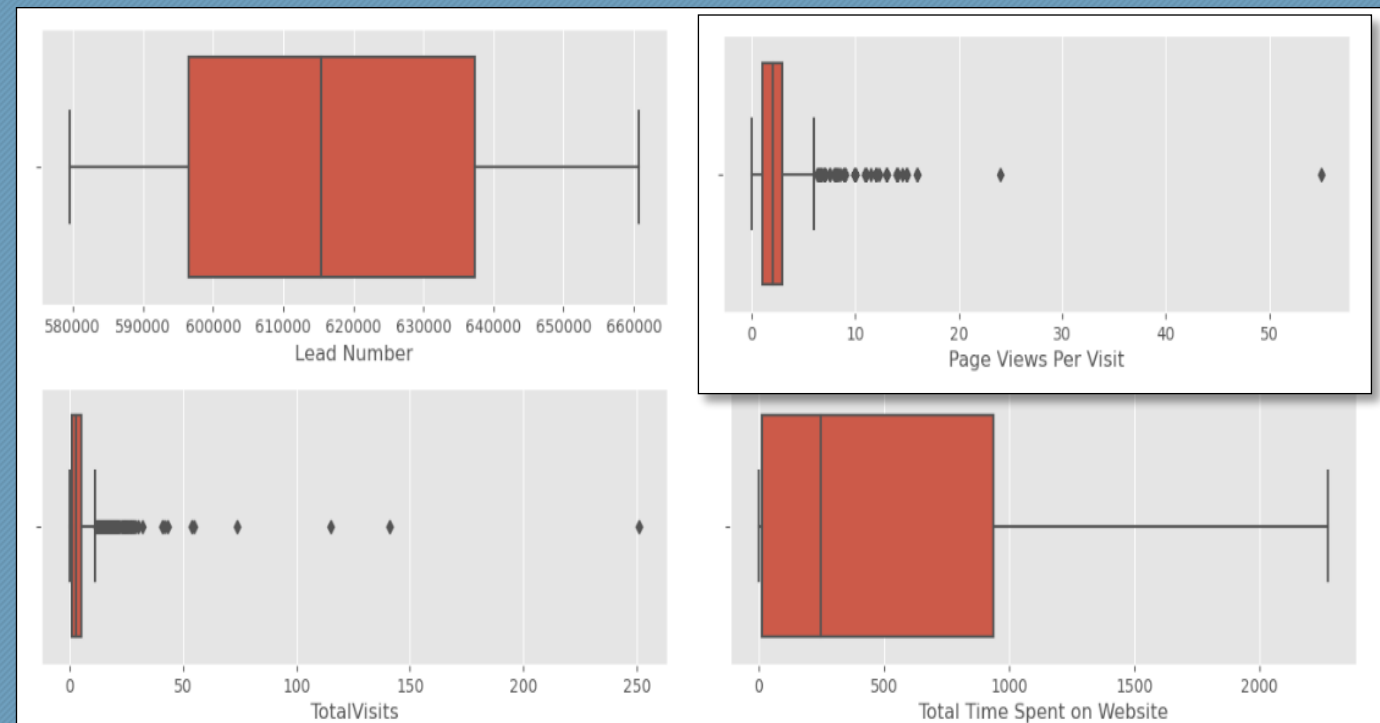 580000 590000 600000 610000 620000 630000 640000 650000 660000
Lead Number
0 10 20 30 40 50
Page Views Per Visit
0 50 100 150 200 250
TotalVisits
0 500 1000 1500 2000
Total Time Spent on Website